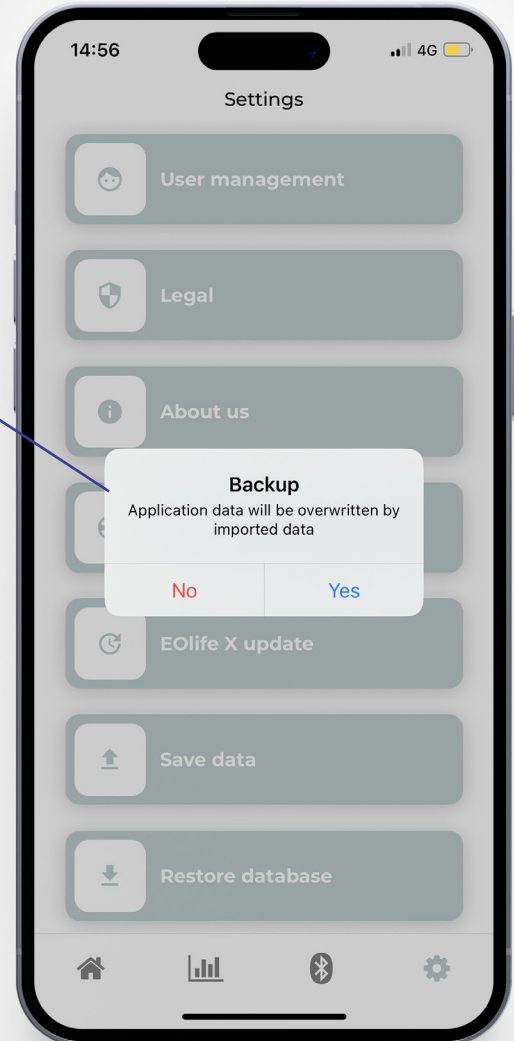 14:56
4G
Settings
User management
Legal
About us
Backup
Application data will be overwritten by
imported data
No
Yes
EOlife X update
Save data
Restore database